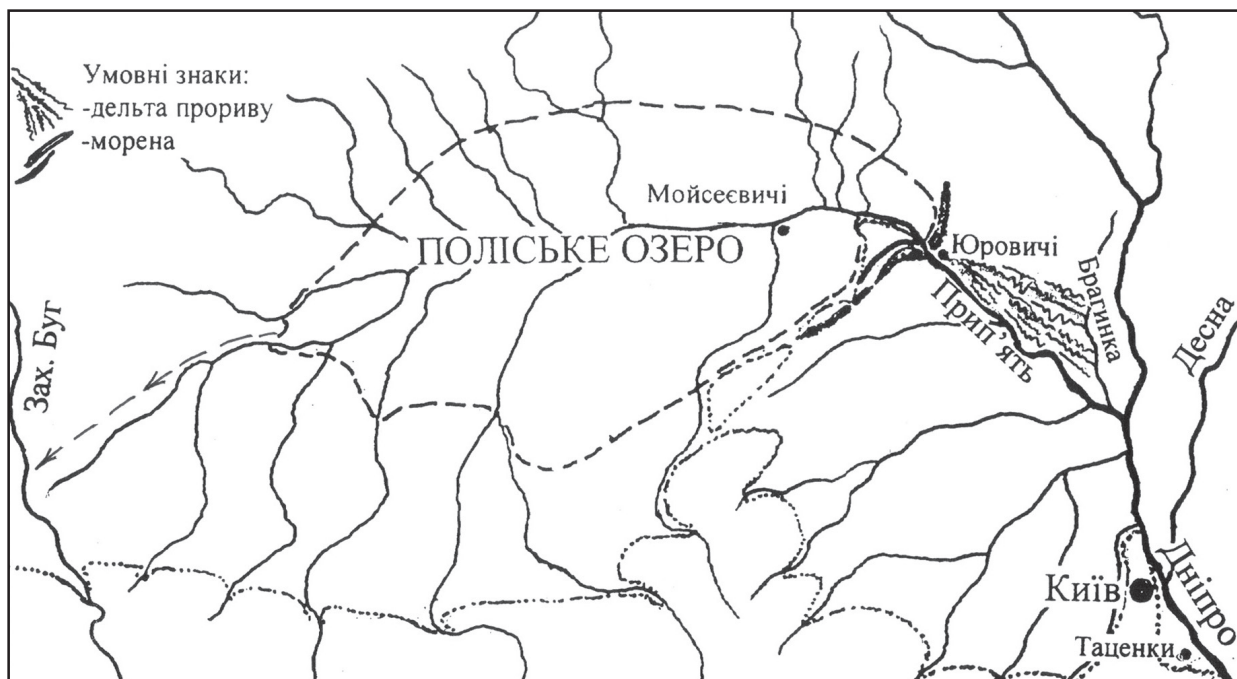 Умовні знаки:
-дельта прориву
-морена
Мойсеєвичі
ПОЛІСЬКЕ ОЗЕРО
Юровичі
Брагинка
Прип'ять
Десна
Зах. Буг
Київ
Дніпро
Таценки